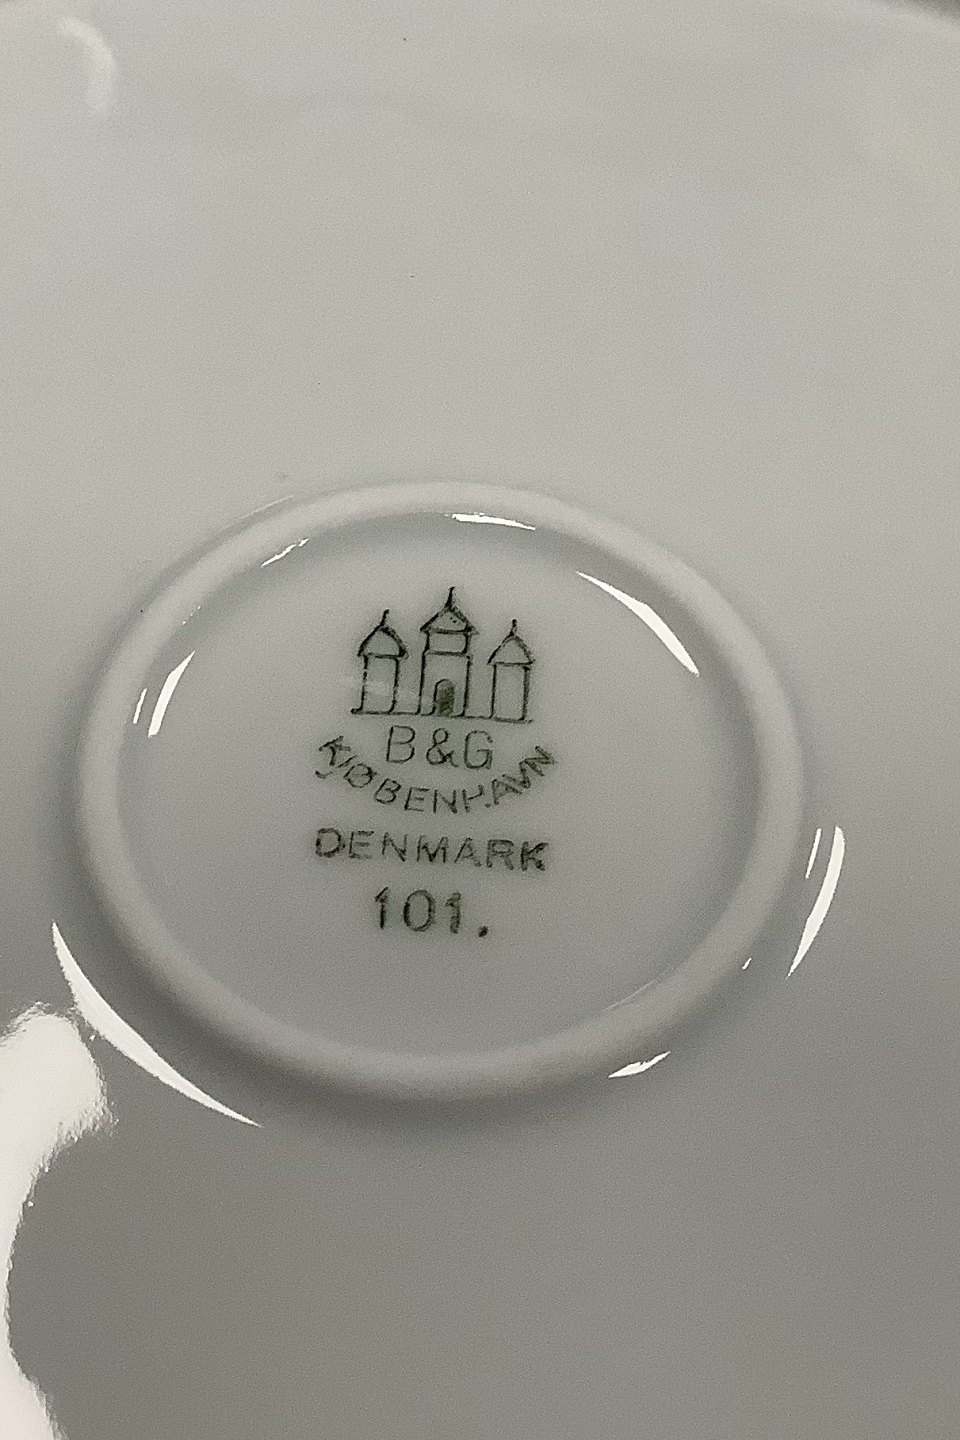 B&G
KJØBENHAVN
DENMARK
101.